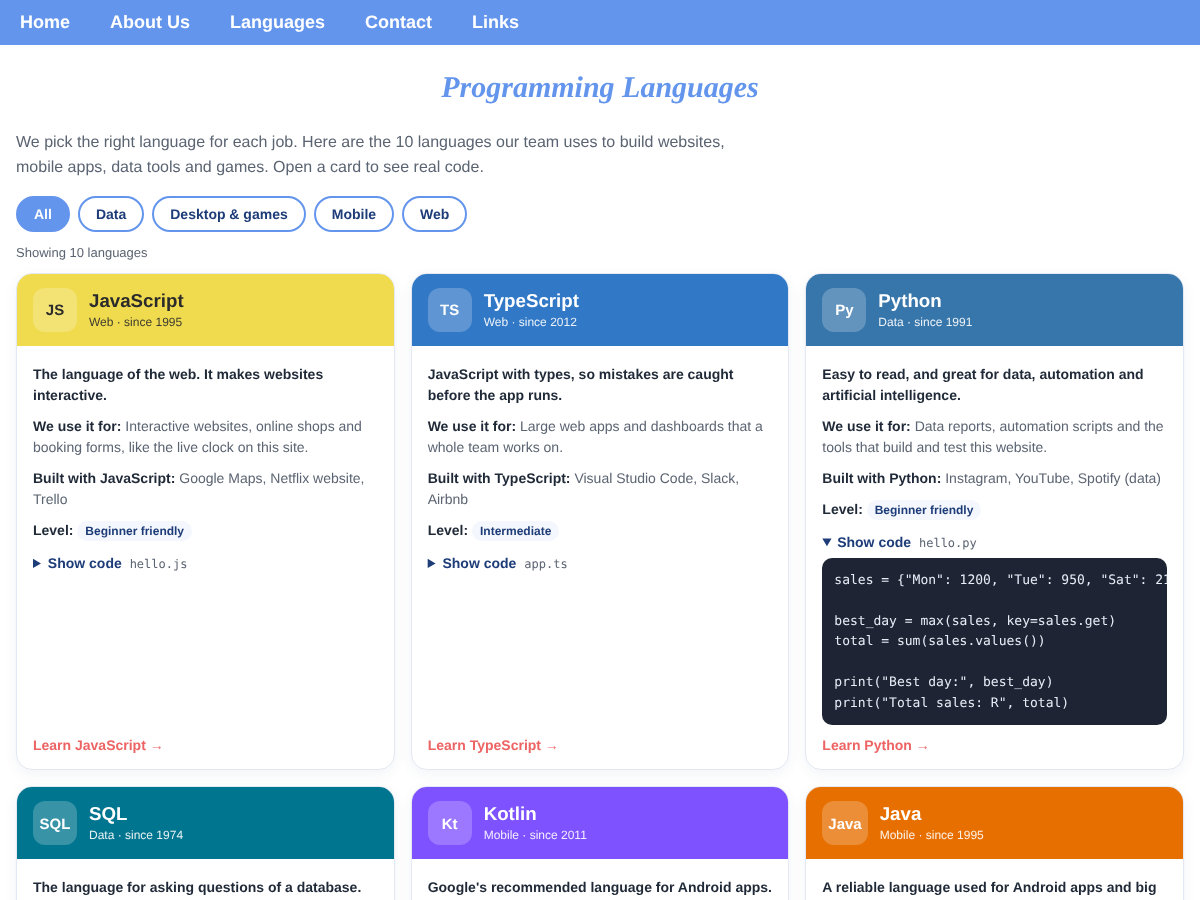 Home About Us Languages Contact Links
Programming Languages
We pick the right language for each job. Here are the 10 languages our team uses to build websites,
mobile apps, data tools and games. Open a card to see real code.
All Data Desktop & games Mobile Web
Showing 10 languages
JS
JavaScript
Web · since 1995
The language of the web. It makes websites
interactive.
We use it for: Interactive websites, online shops and
booking forms, like the live clock on this site.
Built with JavaScript: Google Maps, Netflix website,
Trello
Level: Beginner friendly
▶ Show code hello.js
Learn JavaScript →
TS
TypeScript
Web · since 2012
JavaScript with types, so mistakes are caught
before the app runs.
We use it for: Large web apps and dashboards that a
whole team works on.
Built with TypeScript: Visual Studio Code, Slack,
Airbnb
Level: Intermediate
▶ Show code app.ts
Learn TypeScript →
Py
Python
Data · since 1991
Easy to read, and great for data, automation and
artificial intelligence.
We use it for: Data reports, automation scripts and the
tools that build and test this website.
Built with Python: Instagram, YouTube, Spotify (data)
Level: Beginner friendly
▼ Show code hello.py
sales = {"Mon": 1200, "Tue": 950, "Sat": 21
best_day = max(sales, key=sales.get)
total = sum(sales.values())
print("Best day:", best_day)
print("Total sales: R", total)
Learn Python →
SQL
SQL
Data · since 1974
The language for asking questions of a database.
Kt
Kotlin
Mobile · since 2011
Google's recommended language for Android apps.
Java
Java
Mobile · since 1995
A reliable language used for Android apps and big